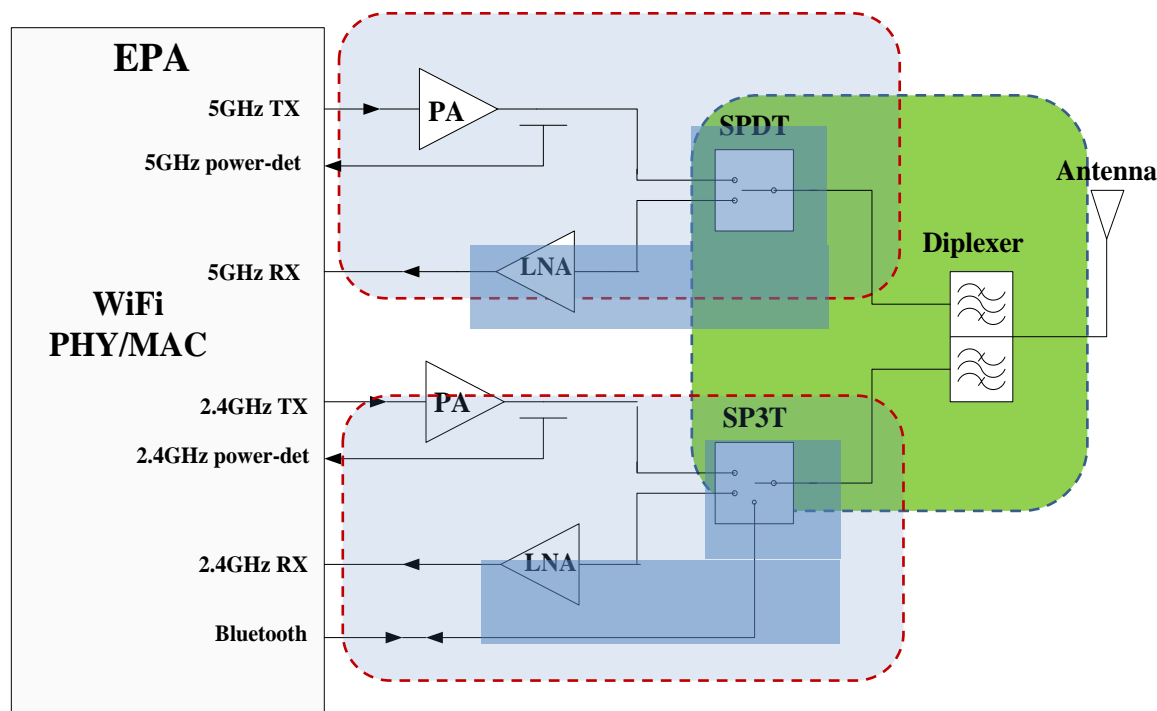 EPA
5GHz TX
PA
SPDT
5GHz power-det
Antenna
Diplexer
5GHz RX
LNA
WiFi
PHY/MAC
2.4GHz TX
PA
SP3T
2.4GHz power-det
2.4GHz RX
LNA
Bluetooth